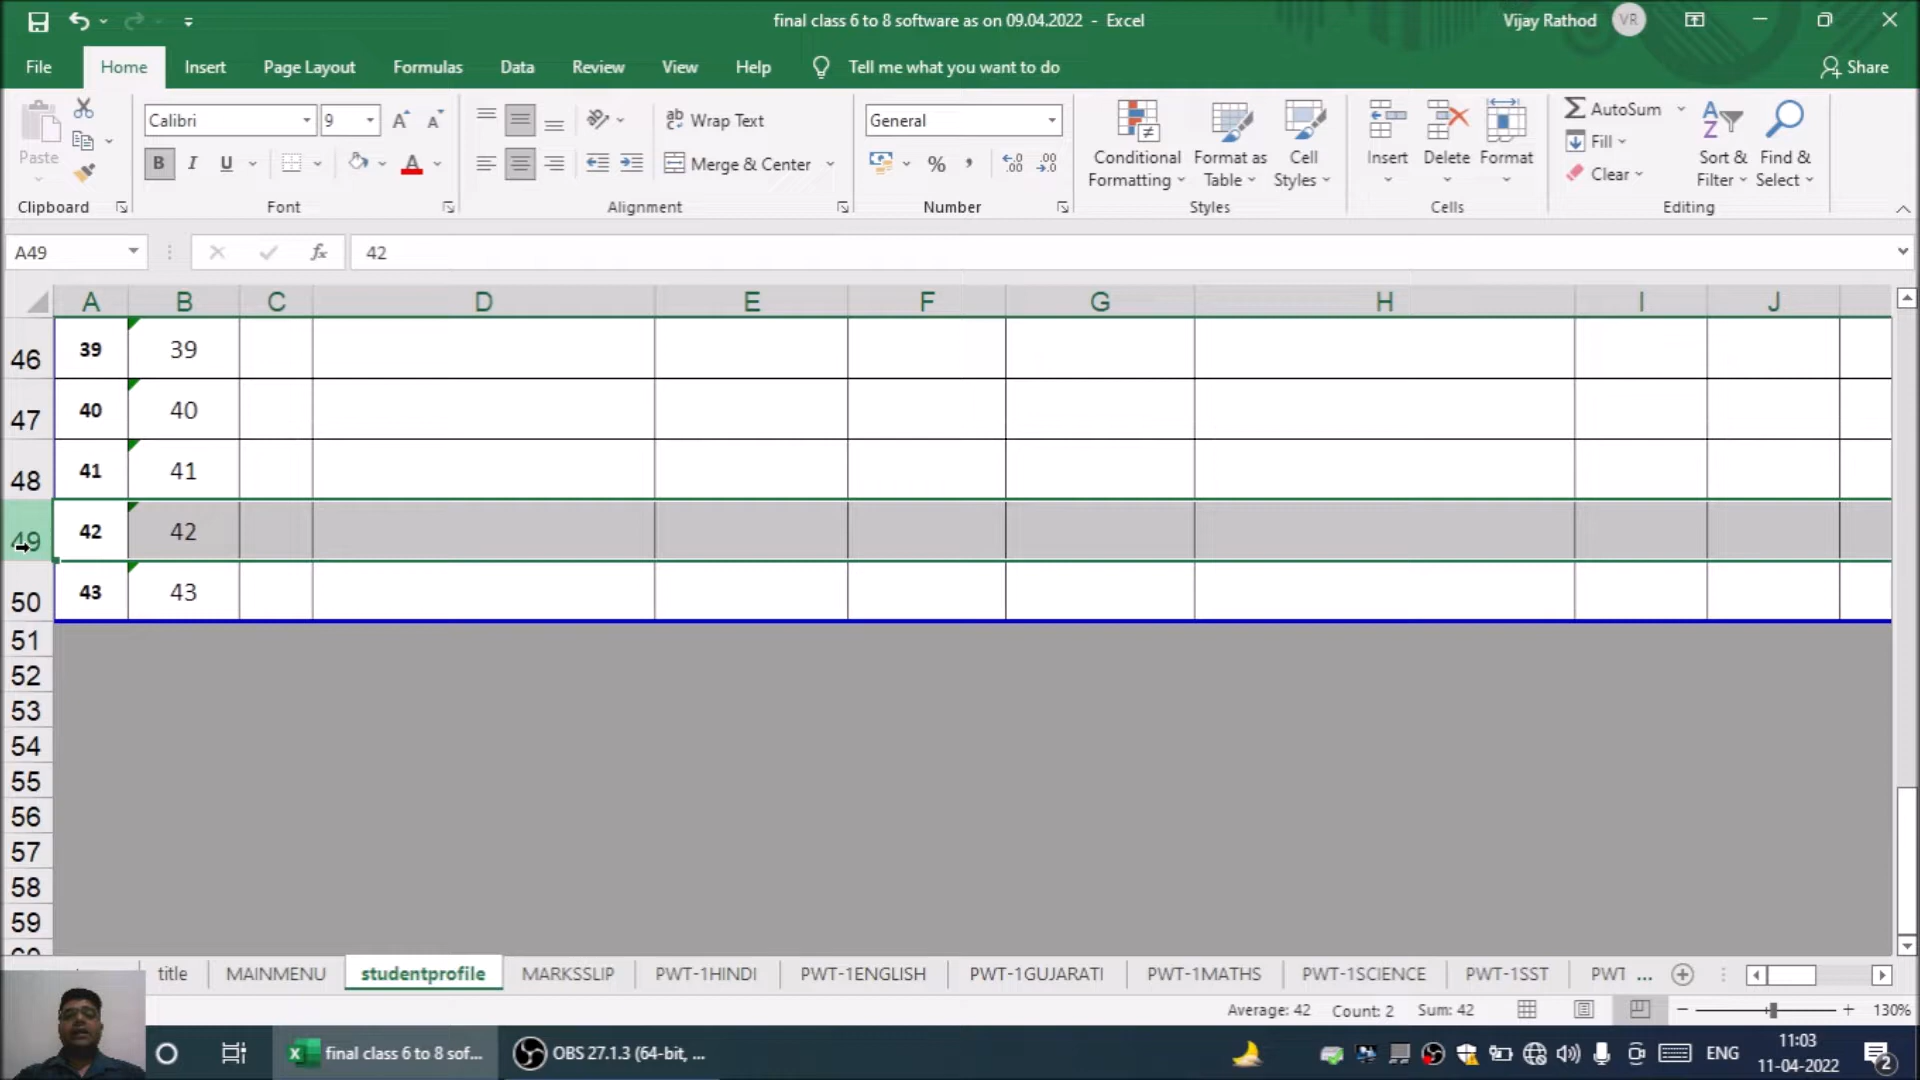 final class 6 to 8 software as on 09.04.2022 - Excel
Vijay Rathod VR
File Home Insert Page Layout Formulas Data Review View Help Tell me what you want to do Share
Paste
Calibri 9
Wrap Text
General
Conditional Formatting
Format as Table
Cell Styles
Insert Delete Format
AutoSum
Fill
Clear
Sort & Filter
Find & Select
B I U A
Merge & Center
% ,
Clipboard Font Alignment Number Styles Cells Editing
A49 fx 42
A B C D E F G H I J
46 39 39
47 40 40
48 41 41
49 42 42
50 43 43
51
52
53
54
55
56
57
58
59
title MAINMENU studentprofile MARKSSLIP PWT-1HINDI PWT-1ENGLISH PWT-1GUJARATI PWT-1MATHS PWT-1SCIENCE PWT-1SST PWT ...
Average: 42 Count: 2 Sum: 42 130%
final class 6 to 8 sof... OBS 27.1.3 (64-bit, ... ENG 11:03
11-04-2022 2